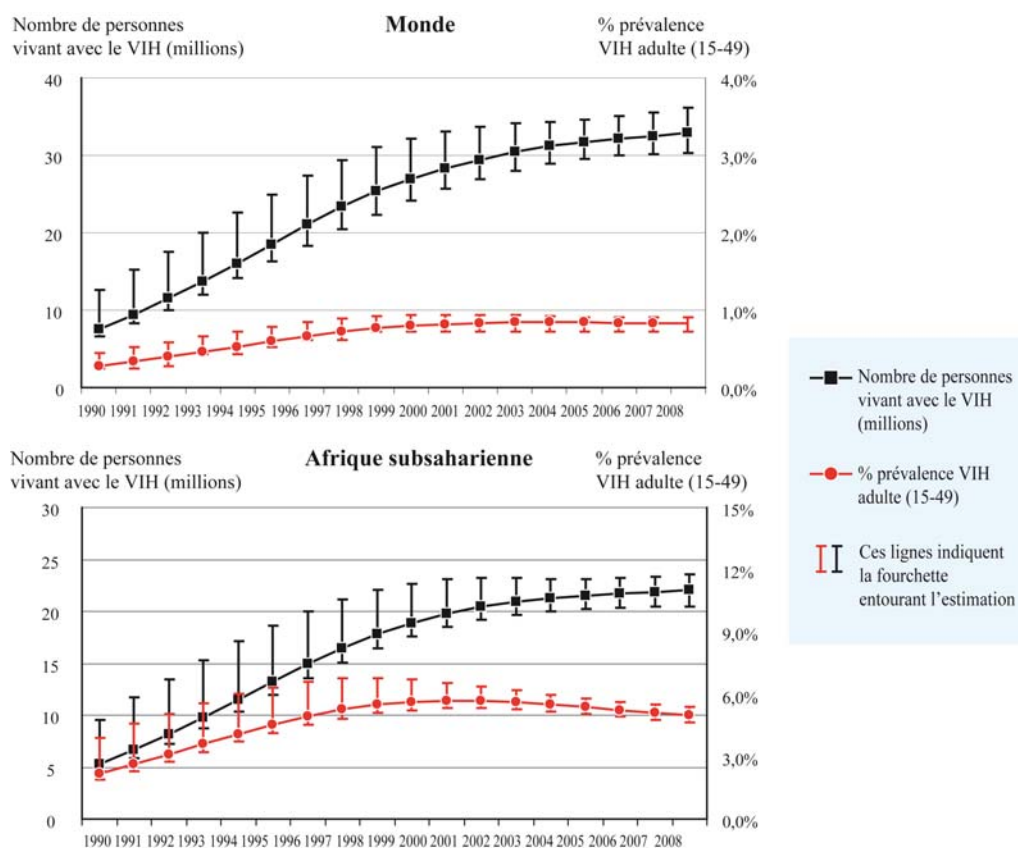 Nombre de personnes
vivant avec le VIH (millions)
Monde
% prévalence
VIH adulte (15-49)
40
30
20
10
0
4,0%
3,0%
2,0%
1,0%
0,0%
1990 1991 1992 1993 1994 1995 1996 1997 1998 1999 2000 2001 2002 2003 2004 2005 2006 2007 2008
Nombre de personnes
vivant avec le VIH (millions)
Afrique subsaharienne
% prévalence
VIH adulte (15-49)
30
25
20
15
10
5
0
15%
12%
9,0%
6,0%
3,0%
0,0%
1990 1991 1992 1993 1994 1995 1996 1997 1998 1999 2000 2001 2002 2003 2004 2005 2006 2007 2008
Nombre de personnes
vivant avec le VIH
(millions)
% prévalence VIH
adulte (15-49)
Ces lignes indiquent
la fourchette
entourant l’estimation